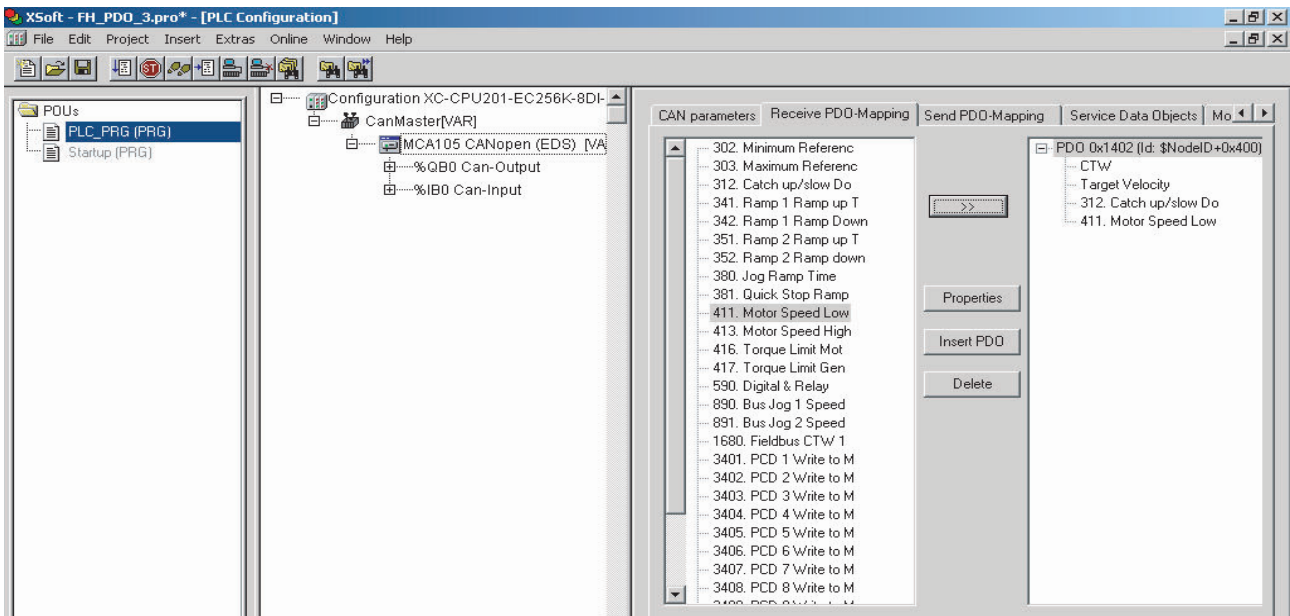 XSoft - FH_PDO_3.pro* - [PLC Configuration]
File Edit Project Insert Extras Online Window Help
ST
POUs
PLC_PRG (PRG)
Startup (PRG)
Configuration XC-CPU201-EC256K-8DI-
CanMaster[VAR]
MCA105 CANopen (EDS) [VA
%QB0 Can-Output
%IB0 Can-Input
CAN parameters Receive PDO-Mapping Send PDO-Mapping Service Data Objects Mo
302. Minimum Referenc
303. Maximum Referenc
312. Catch up/slow Do
341. Ramp 1 Ramp up T
342. Ramp 1 Ramp Down
351. Ramp 2 Ramp up T
352. Ramp 2 Ramp down
380. Jog Ramp Time
381. Quick Stop Ramp
411. Motor Speed Low
413. Motor Speed High
416. Torque Limit Mot
417. Torque Limit Gen
590. Digital & Relay
890. Bus Jog 1 Speed
891. Bus Jog 2 Speed
1680. Fieldbus CTW 1
3401. PCD 1 Write to M
3402. PCD 2 Write to M
3403. PCD 3 Write to M
3404. PCD 4 Write to M
3405. PCD 5 Write to M
3406. PCD 6 Write to M
3407. PCD 7 Write to M
3408. PCD 8 Write to M
>>
Properties
Insert PDO
Delete
PDO 0x1402 (Id: $NodeID+0x400)
CTW
Target Velocity
312. Catch up/slow Do
411. Motor Speed Low